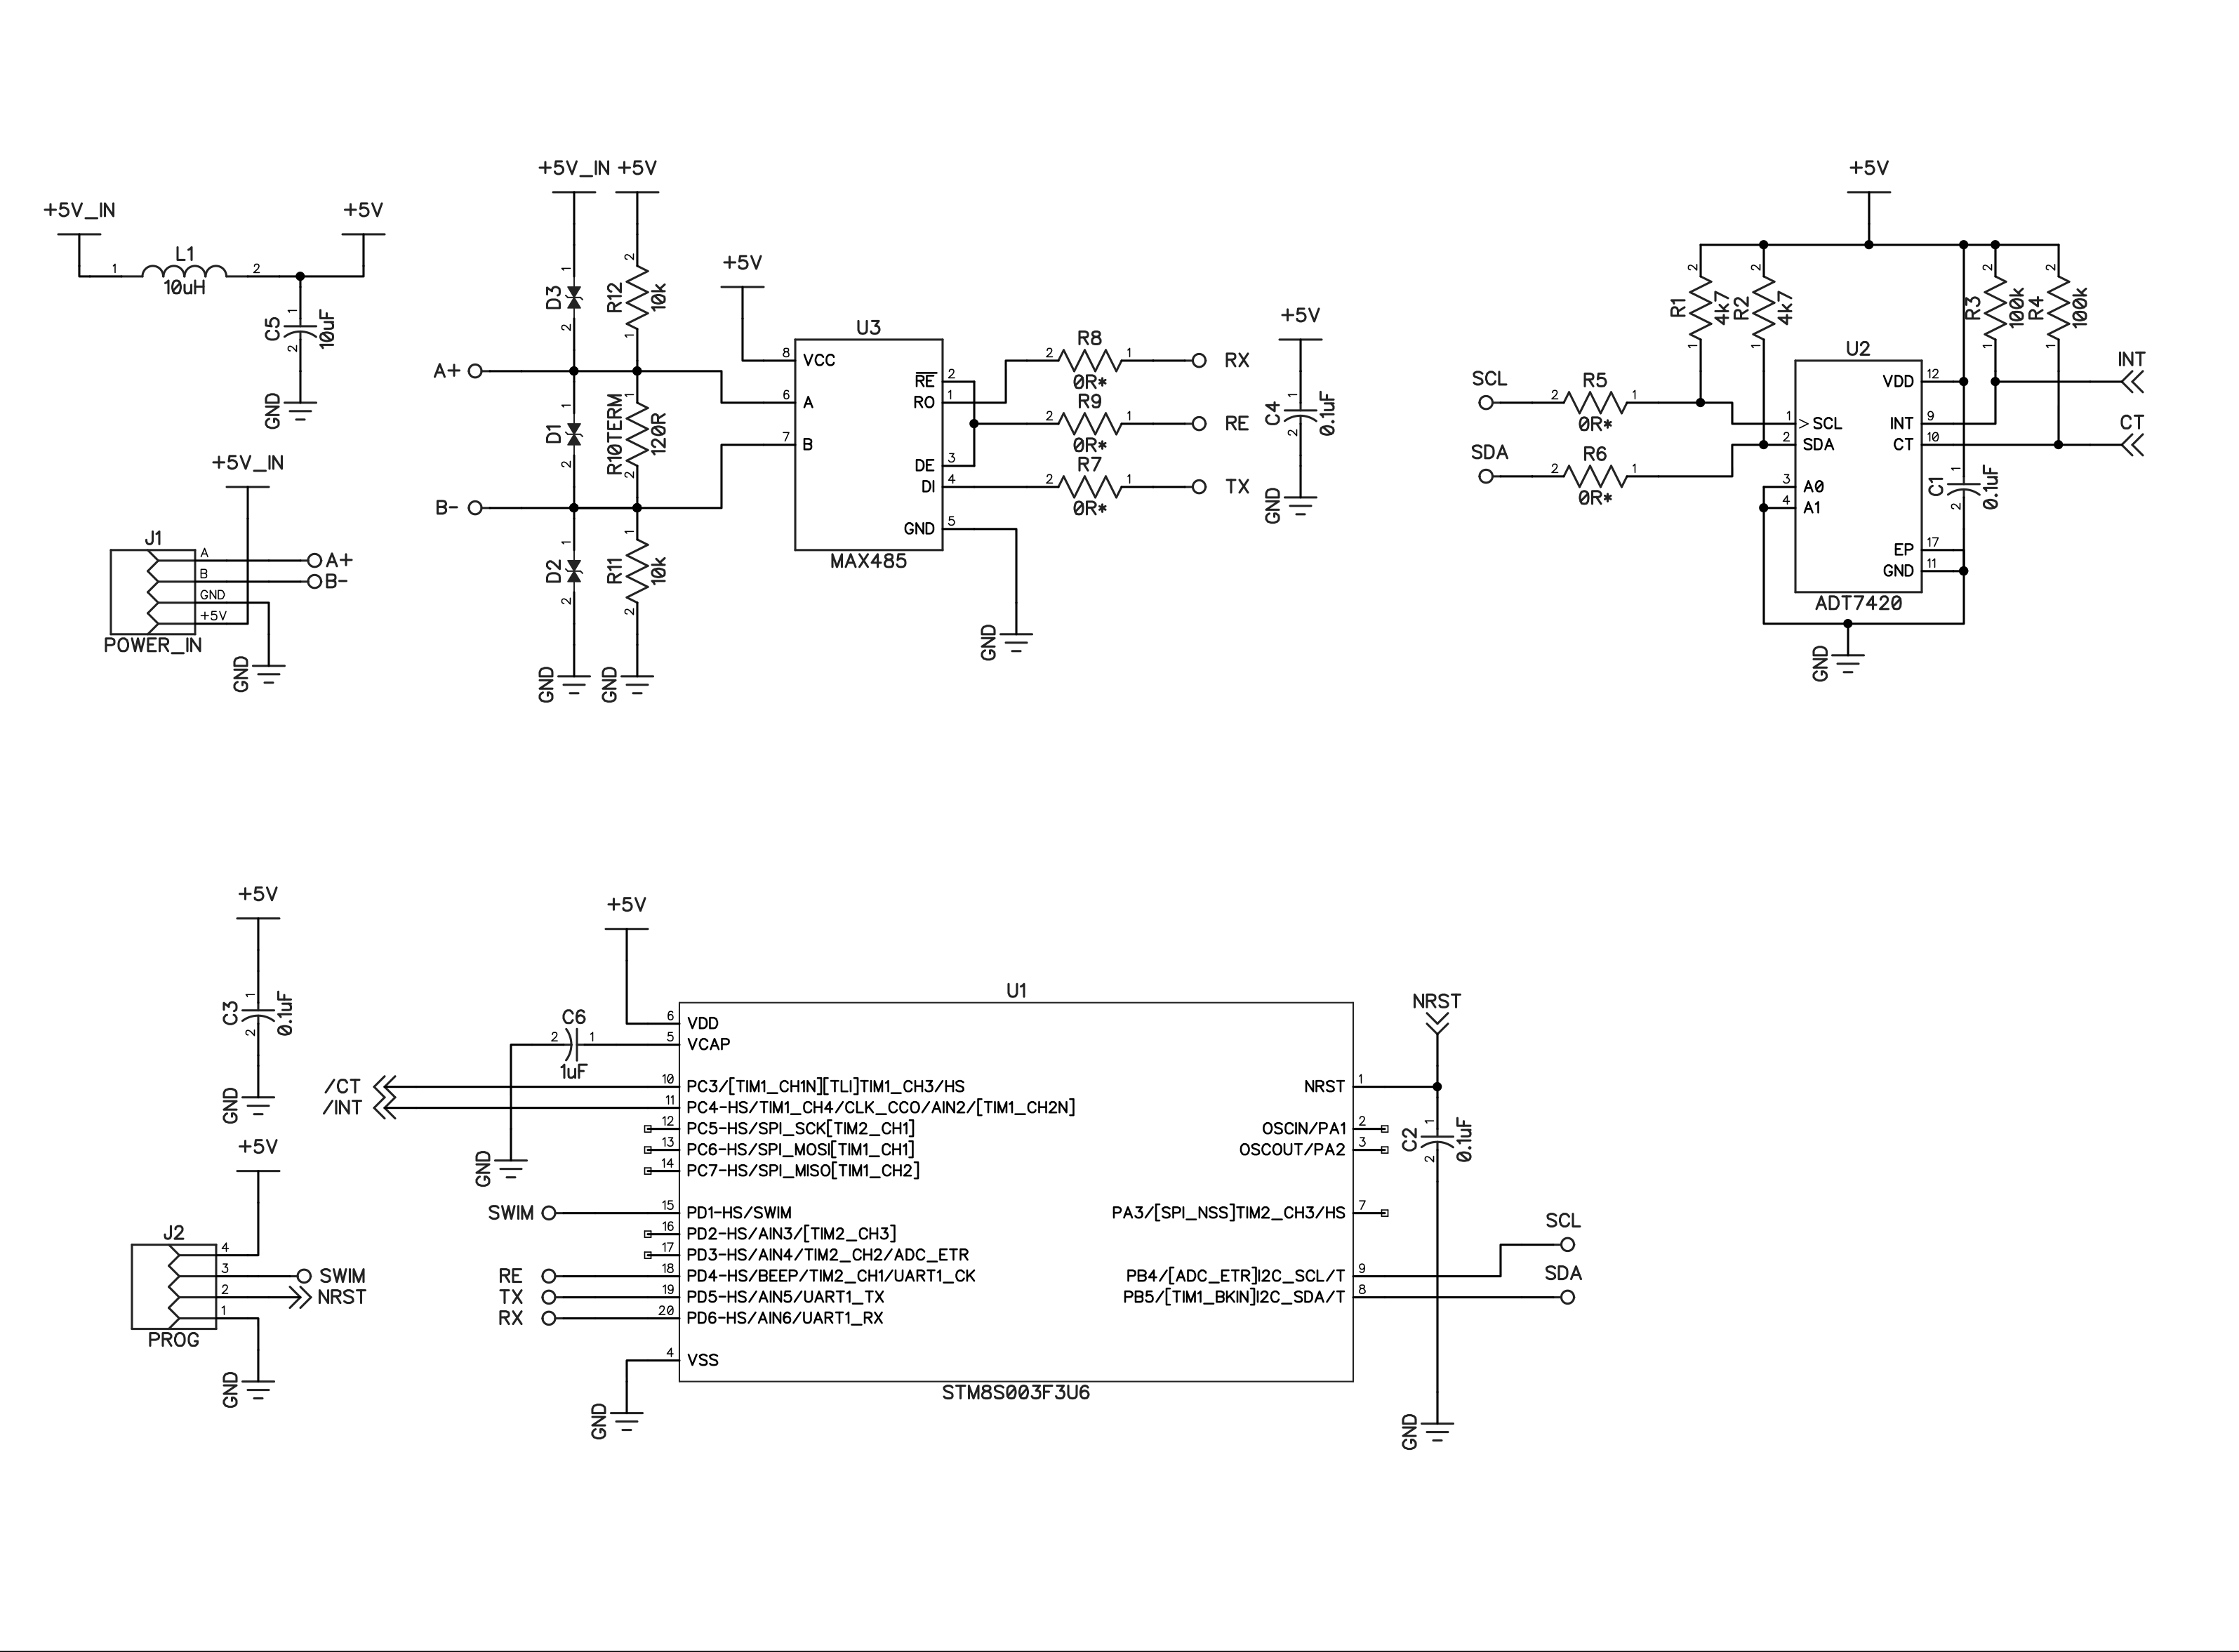 +5V_IN
+5V
L1
1
2
10uH
C5
1
2
10uF
GND
+5V_IN
J1
A
B
GND
+5V
A+
B-
POWER_IN
GND
+5V_IN
+5V
D3
1
2
R12
2
1
10k
A+
D1
1
2
R10TERM
2
120R
B-
D2
1
2
R11
1
2
10k
GND
GND
+5V
U3
8
VCC
6
A
7
B
RE
2
RO
1
DE
3
DI
4
GND
5
MAX485
GND
R8
2
1
0R*
RX
R9
2
1
0R*
RE
R7
2
1
0R*
TX
+5V
C4
1
2
0.1uF
GND
+5V
R1
2
1
4k7
R2
2
1
4k7
R3
2
1
100k
R4
2
1
100k
SCL
R5
2
1
0R*
SDA
R6
2
1
0R*
U2
1
>SCL
2
SDA
3
A0
4
A1
VDD
12
INT
9
CT
10
EP
17
GND
11
ADT7420
INT
CT
C1
1
2
0.1uF
GND
+5V
C3
1
2
0.1uF
GND
+5V
J2
4
3
2
1
SWIM
NRST
PROG
GND
+5V
C6
2
1
1uF
GND
/CT
/INT
SWIM
RE
TX
RX
GND
U1
6
VDD
5
VCAP
10
PC3/[TIM1_CH1N][TLI]TIM1_CH3/HS
11
PC4-HS/TIM1_CH4/CLK_CCO/AIN2/[TIM1_CH2N]
12
PC5-HS/SPI_SCK[TIM2_CH1]
13
PC6-HS/SPI_MOSI[TIM1_CH1]
14
PC7-HS/SPI_MISO[TIM1_CH2]
15
PD1-HS/SWIM
16
PD2-HS/AIN3/[TIM2_CH3]
17
PD3-HS/AIN4/TIM2_CH2/ADC_ETR
18
PD4-HS/BEEP/TIM2_CH1/UART1_CK
19
PD5-HS/AIN5/UART1_TX
20
PD6-HS/AIN6/UART1_RX
4
VSS
NRST
1
OSCIN/PA1
2
OSCOUT/PA2
3
PA3/[SPI_NSS]TIM2_CH3/HS
7
PB4/[ADC_ETR]I2C_SCL/T
9
PB5/[TIM1_BKIN]I2C_SDA/T
8
STM8S003F3U6
NRST
C2
1
2
0.1uF
GND
SCL
SDA